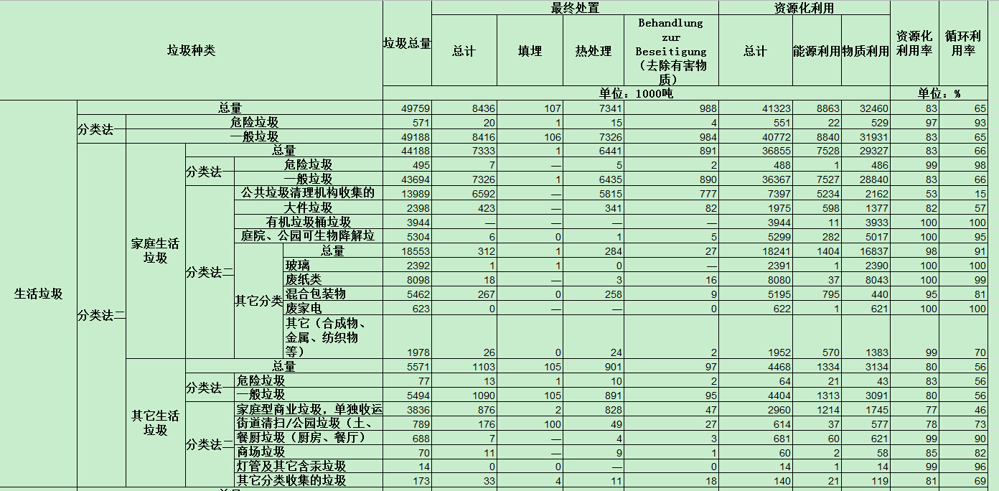 垃圾种类 垃圾总量 最终处置 资源化利用 资源化利用率 循环利用率
总计 填埋 热处理 Behandlung zur Beseitigung（去除有害物质） 总计 能源利用 物质利用
单位：1000吨 单位：%
生活垃圾
总量 49759 8436 107 7341 988 41323 8863 32460 83 65
分类法一
危险垃圾 571 20 1 15 4 551 22 529 97 93
一般垃圾 49188 8416 106 7326 984 40772 8840 31931 83 65
分类法二
家庭生活垃圾
总量 44188 7333 1 6441 891 36855 7528 29327 83 66
分类法一
危险垃圾 495 7 — 5 2 488 1 486 99 98
一般垃圾 43694 7326 1 6435 890 36367 7527 28840 83 66
分类法二
公共垃圾清理机构收集的 13989 6592 — 5815 777 7397 5234 2162 53 15
大件垃圾 2398 423 — 341 82 1975 598 1377 82 57
有机垃圾桶垃圾 3944 — — — — 3944 11 3933 100 100
庭院、公园可生物降解垃 5304 6 0 1 5 5299 282 5017 100 95
其它分类
总量 18553 312 1 284 27 18241 1404 16837 98 91
玻璃 2392 1 1 0 — 2391 1 2390 100 100
废纸类 8098 18 — 3 16 8080 37 8043 100 99
混合包装物 5462 267 0 258 9 5195 795 440 95 81
废家电 623 0 — — 0 622 1 621 100 100
其它（合成物、金属、纺织物等） 1978 26 0 24 2 1952 570 1383 99 70
其它生活垃圾
总量 5571 1103 105 901 97 4468 1334 3134 80 56
分类法一
危险垃圾 77 13 1 10 2 64 21 43 83 56
一般垃圾 5494 1090 105 891 95 4404 1313 3091 80 56
分类法二
家庭型商业垃圾，单独收运 3836 876 2 828 47 2960 1214 1745 77 46
街道清扫/公园垃圾（土、 789 176 100 49 27 614 37 577 78 73
餐厨垃圾（厨房、餐厅） 688 7 — 4 3 681 60 621 99 90
商场垃圾 70 11 — 9 1 60 2 58 85 82
灯管及其它含汞垃圾 14 0 0 — 0 14 1 14 99 96
其它分类收集的垃圾 173 33 4 11 18 140 21 119 81 69